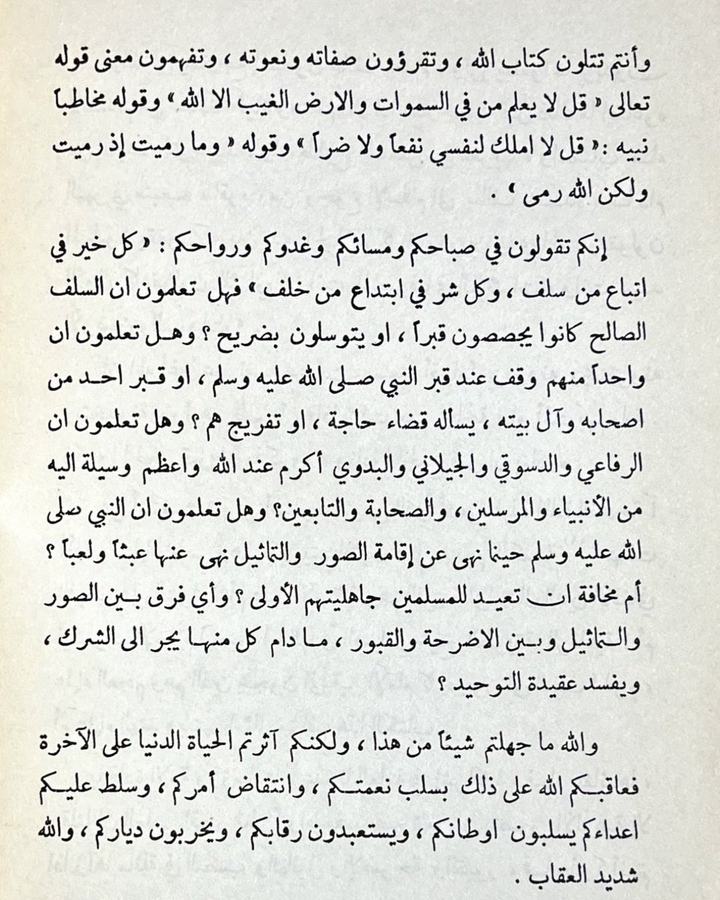 وأنتم تتلون كتاب الله ، وتقرؤون صفاته ونعوته ، وتفهمون معنى قوله
تعالى « قل لا يعلم من في السموات والارض الغيب الا الله » وقوله مخاطباً
نبيه : « قل لا املك لنفسي نفعاً ولا ضراً » وقوله « وما رميت إذ رميت
ولكن الله رمى » .
إنكم تقولون في صباحكم ومسائكم وغدوكم ورواحكم : « كل خير في
اتباع من سلف ، وكل شر في ابتداع من خلف » فهل تعلمون ان السلف
الصالح كانوا يجصصون قبراً ، او يتوسلون بضريح ؟ وهل تعلمون ان
واحداً منهم وقف عند قبر النبي صلى الله عليه وسلم ، او قبر احد من
اصحابه وآل بيته ، يسأله قضاء حاجة ، او تفريج هم ؟ وهل تعلمون ان
الرفاعي والدسوقي والجيلاني والبدوي أكرم عند الله واعظم وسيلة اليه
من الأنبياء والمرسلين ، والصحابة والتابعين؟ وهل تعلمون ان النبي صلى
الله عليه وسلم حينما نهى عن إقامة الصور والتماثيل نهى عنها عبثاً ولعباً ؟
أم مخافة ان تعيد للمسلمين جاهليتهم الأولى ؟ وأي فرق بين الصور
والتماثيل وبين الاضرحة والقبور ، ما دام كل منها يجر الى الشرك ،
ويفسد عقيدة التوحيد ؟
والله ما جهلتم شيئاً من هذا ، ولكنكم آثرتم الحياة الدنيا على الآخرة
فعاقبكم الله على ذلك بسلب نعمتكم ، وانتقاض أمركم ، وسلط عليكم
اعداءكم يسلبون اوطانكم ، ويستعبدون رقابكم ، ويخربون دياركم ، والله
شديد العقاب .